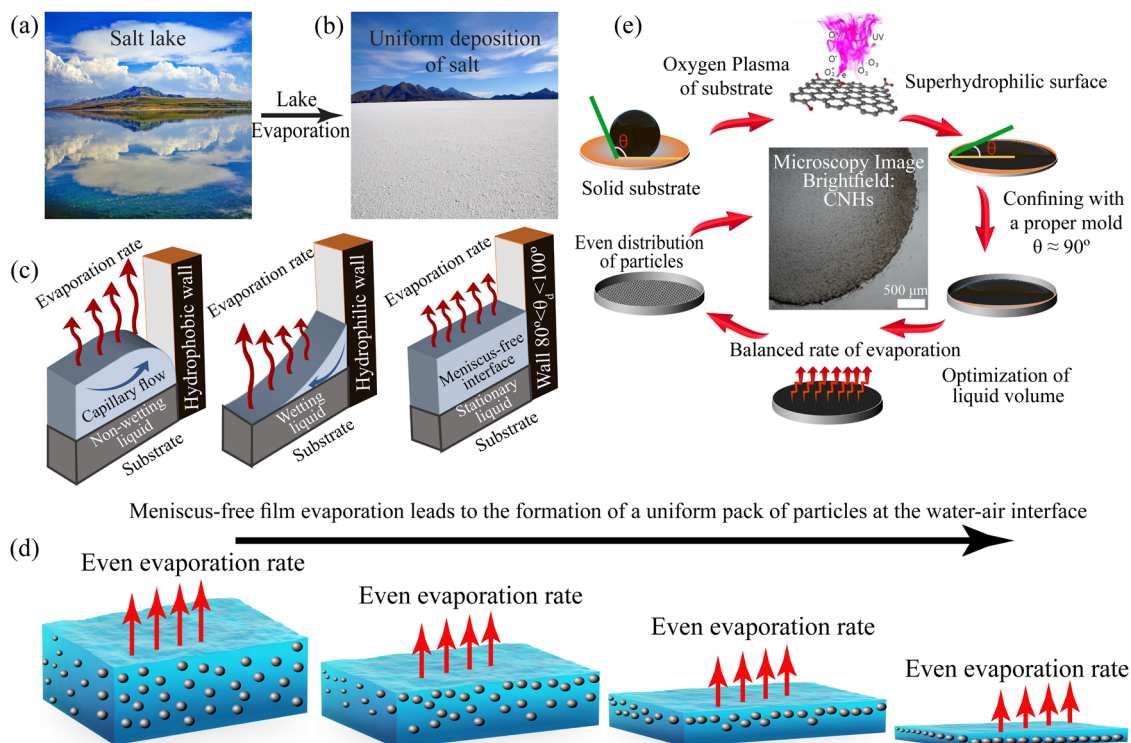 (a)
Salt lake
Lake
Evaporation
(b)
Uniform deposition
of salt
(c)
Evaporation rate
Hydrophobic wall
Capillary flow
Non-wetting
liquid
Substrate
Evaporation rate
Hydrophilic wall
Wetting
liquid
Substrate
Evaporation rate
Wall 80º<θd<100º
Meniscus-free
interface
Stationary
liquid
Substrate
(e)
Oxygen Plasma
of substrate
UV
O₃
O₂
e
Superhydrophilic surface
θ
Solid substrate
θ
Microscopy Image
Brightfield:
CNHs
500 µm
Confining with
a proper mold
θ ≈ 90º
Even distribution
of particles
Balanced rate of evaporation
Optimization of
liquid volume
Meniscus-free film evaporation leads to the formation of a uniform pack of particles at the water-air interface
(d)
Even evaporation rate
Even evaporation rate
Even evaporation rate
Even evaporation rate